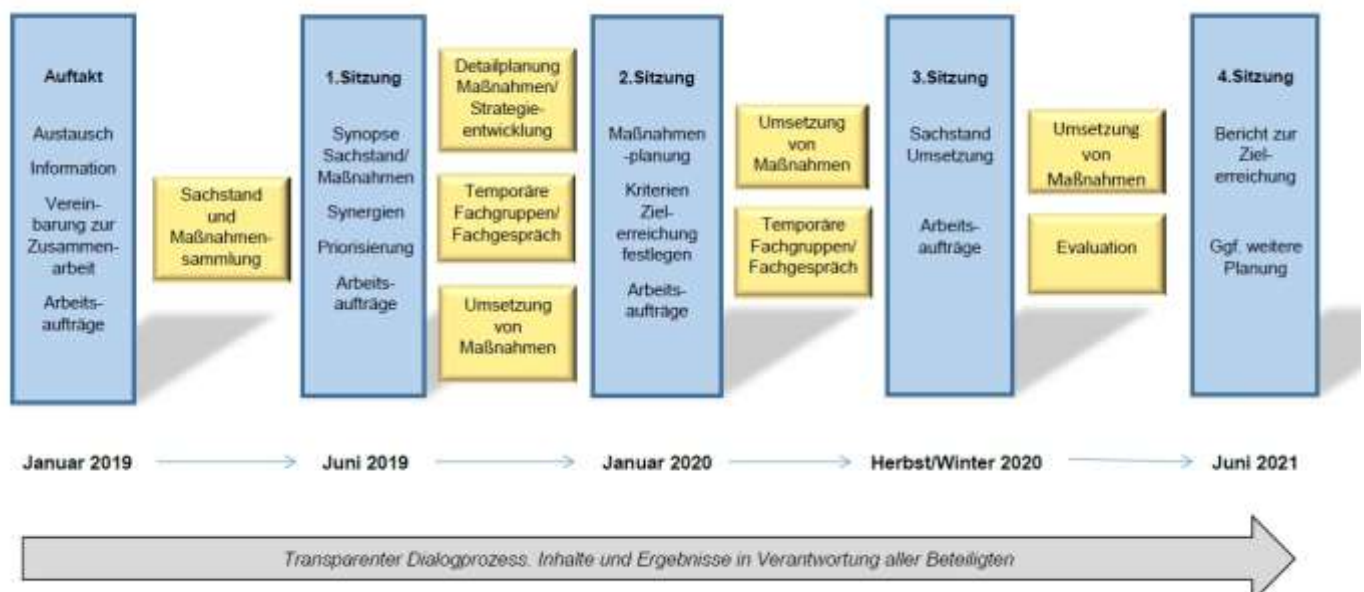 Auftakt
Austausch
Information
Verein-
barung zur
Zusammen-
arbeit
Arbeits-
aufträge
Sachstand
und
Maßnahmen-
sammlung
1.Sitzung
Synopse
Sachstand/
Maßnahmen
Synergien
Priorisierung
Arbeits-
aufträge
Detailplanung
Maßnahmen/
Strategie-
entwicklung
Temporäre
Fachgruppen/
Fachgespräch
Umsetzung
von
Maßnahmen
2.Sitzung
Maßnahmen
-planung
Kriterien
Ziel-
erreichung
festlegen
Arbeits-
aufträge
Umsetzung
von
Maßnahmen
Temporäre
Fachgruppen/
Fachgespräch
3.Sitzung
Sachstand
Umsetzung
Arbeits-
aufträge
Umsetzung
von
Maßnahmen
Evaluation
4.Sitzung
Bericht zur
Ziel-
erreichung
Ggf. weitere
Planung
Januar 2019
Juni 2019
Januar 2020
Herbst/Winter 2020
Juni 2021
Transparenter Dialogprozess. Inhalte und Ergebnisse in Verantwortung aller Beteiligten